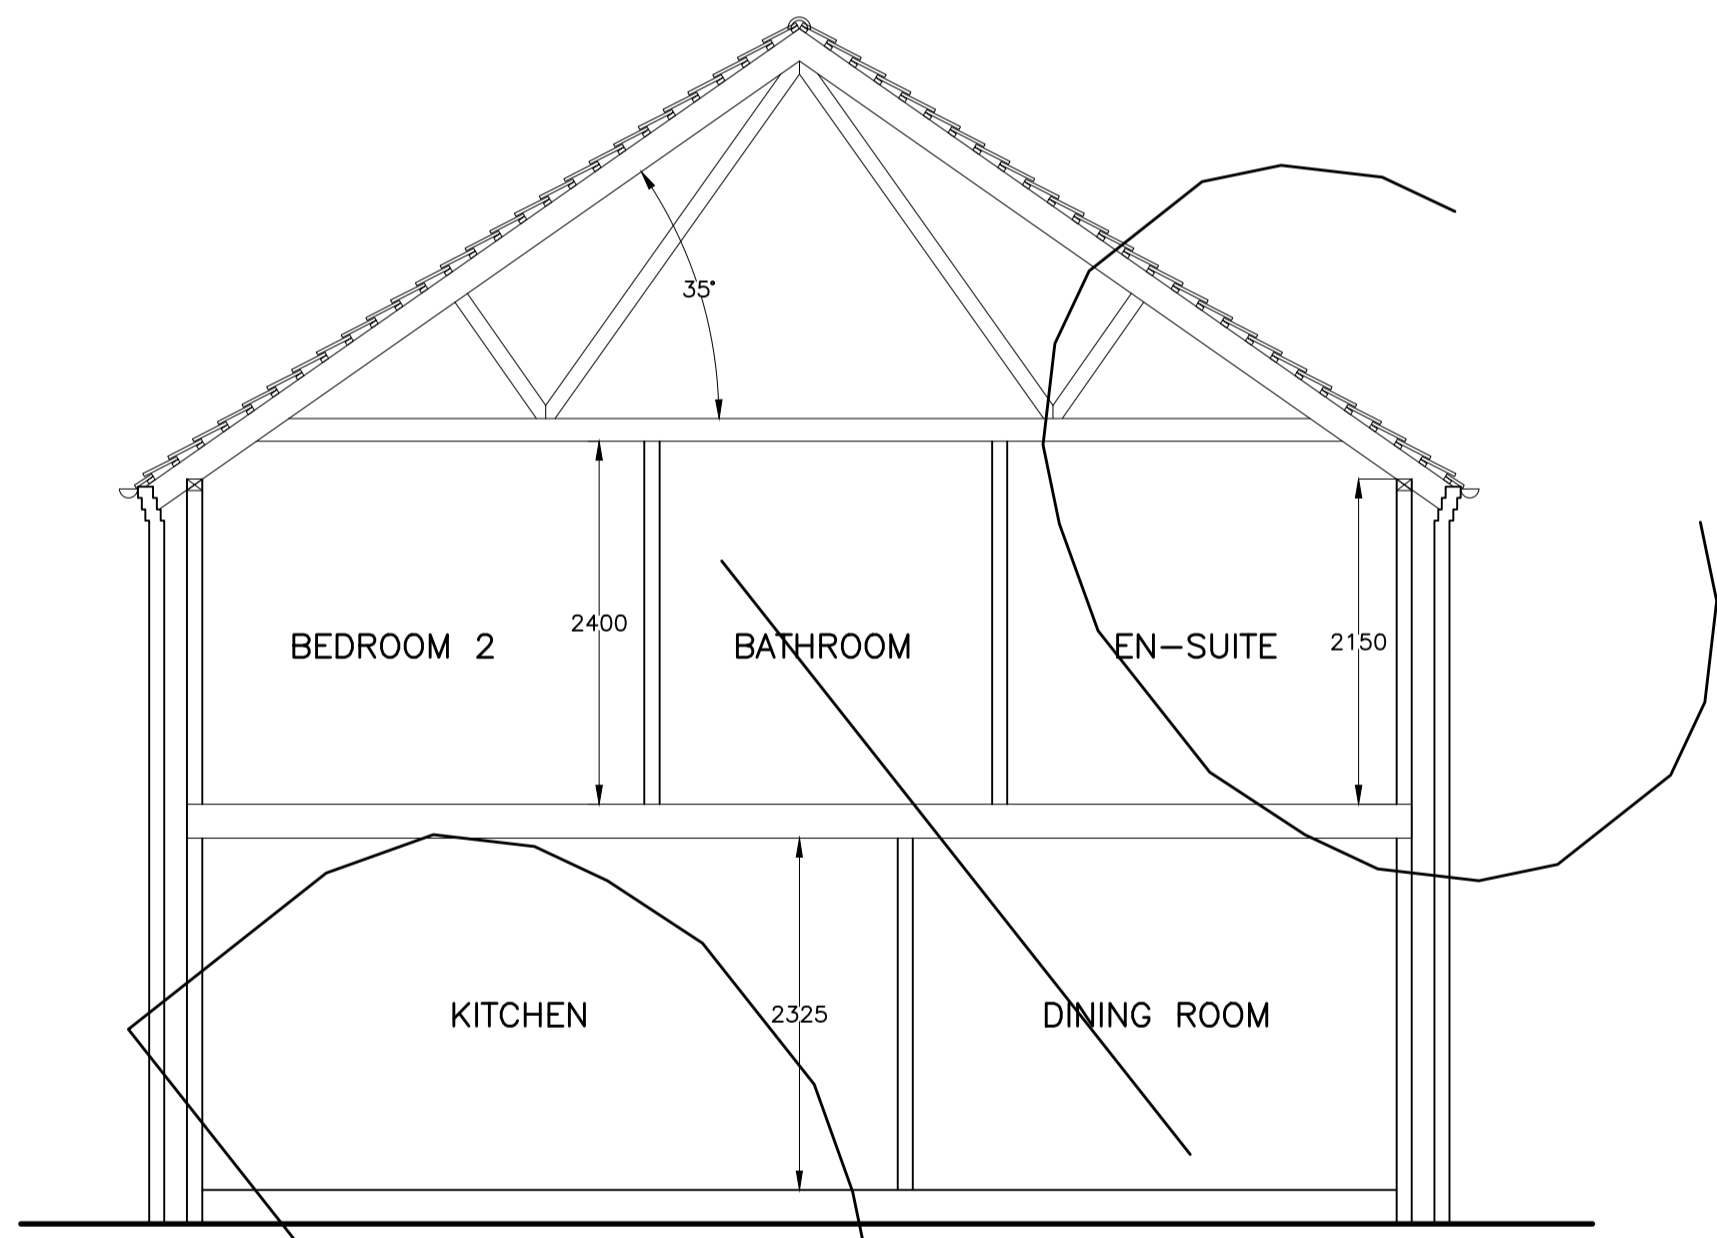 35°
2400
BEDROOM 2
BATHROOM
EN-SUITE
2150
KITCHEN
2325
DINING ROOM